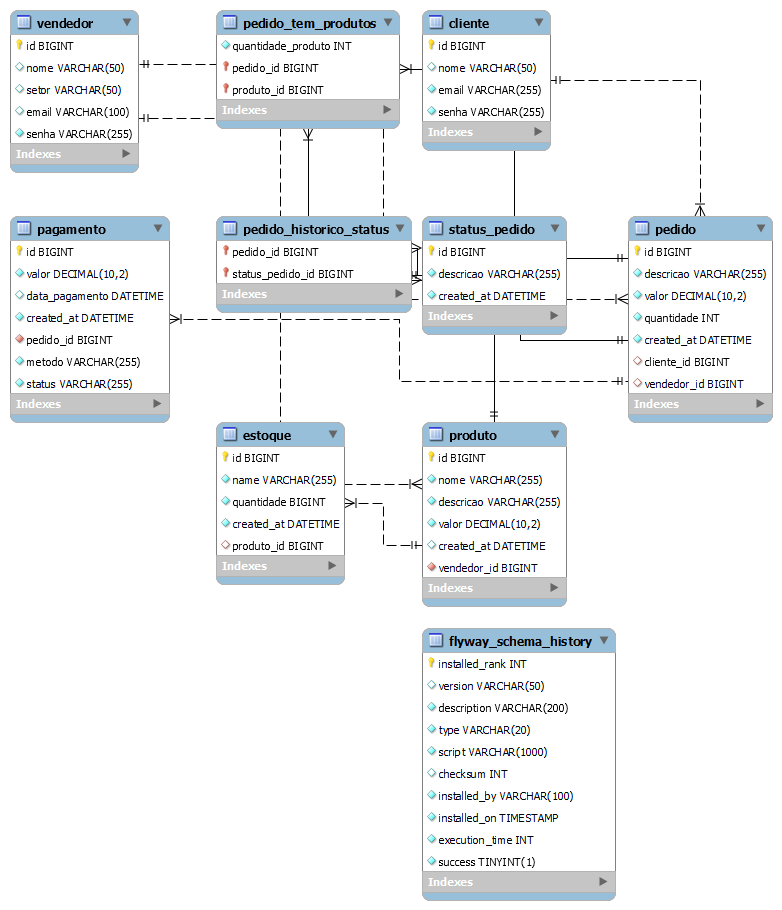 vendedor
id BIGINT
nome VARCHAR(50)
setor VARCHAR(50)
email VARCHAR(100)
senha VARCHAR(255)
Indexes
pedido_tem_produtos
quantidade_produto INT
pedido_id BIGINT
produto_id BIGINT
Indexes
cliente
id BIGINT
nome VARCHAR(50)
email VARCHAR(255)
senha VARCHAR(255)
Indexes
pagamento
id BIGINT
valor DECIMAL(10,2)
data_pagamento DATETIME
created_at DATETIME
pedido_id BIGINT
metodo VARCHAR(255)
status VARCHAR(255)
Indexes
pedido_historico_status
pedido_id BIGINT
status_pedido_id BIGINT
Indexes
status_pedido
id BIGINT
descricao VARCHAR(255)
created_at DATETIME
Indexes
pedido
id BIGINT
descricao VARCHAR(255)
valor DECIMAL(10,2)
quantidade INT
created_at DATETIME
cliente_id BIGINT
vendedor_id BIGINT
Indexes
estoque
id BIGINT
name VARCHAR(255)
quantidade BIGINT
created_at DATETIME
produto_id BIGINT
Indexes
produto
id BIGINT
nome VARCHAR(255)
descricao VARCHAR(255)
valor DECIMAL(10,2)
created_at DATETIME
vendedor_id BIGINT
Indexes
flyway_schema_history
installed_rank INT
version VARCHAR(50)
description VARCHAR(200)
type VARCHAR(20)
script VARCHAR(1000)
checksum INT
installed_by VARCHAR(100)
installed_on TIMESTAMP
execution_time INT
success TINYINT(1)
Indexes